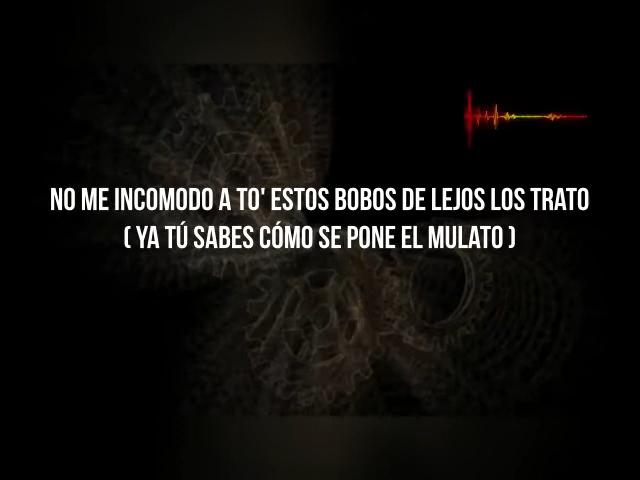 NO ME INCOMODO A TO' ESTOS BOBOS DE LEJOS LOS TRATO
( YA TÚ SABES CÓMO SE PONE EL MULATO )